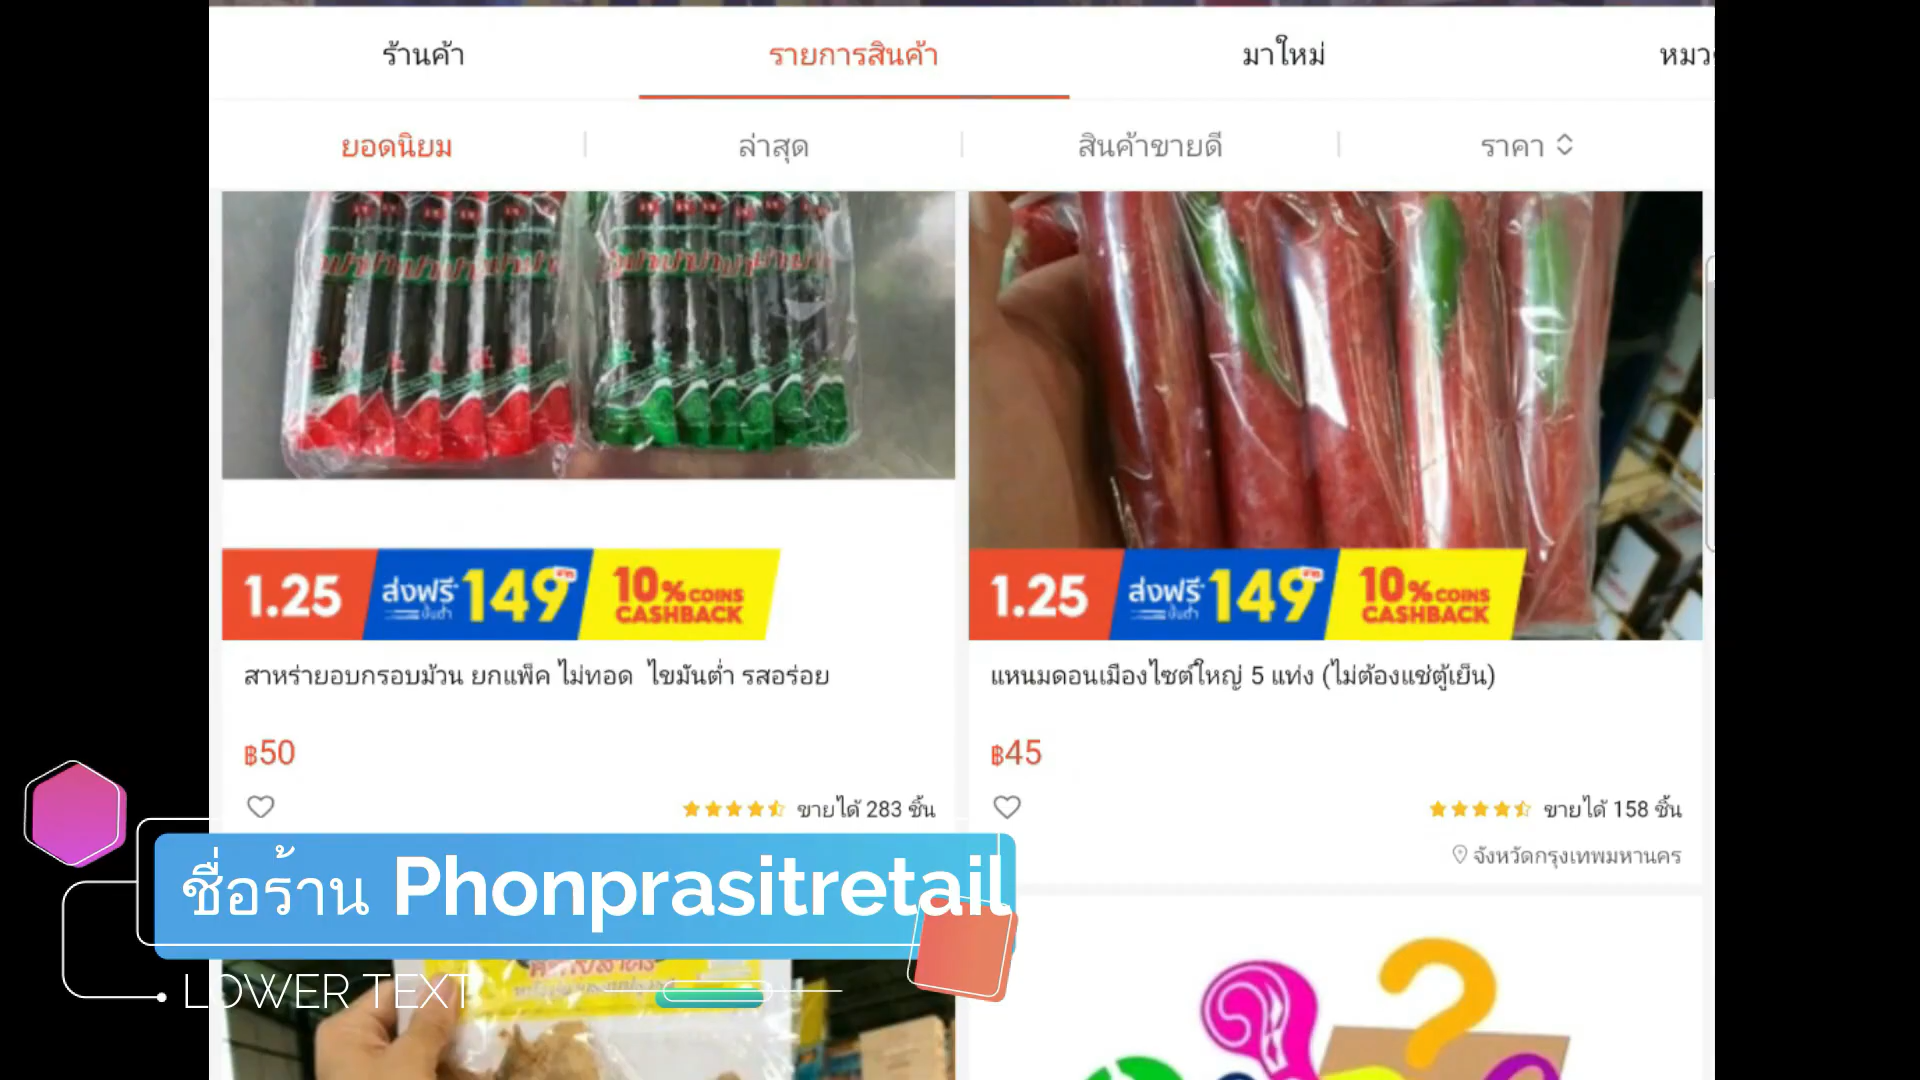 ร้านค้า
รายการสินค้า
มาใหม่
ยอดนิยม
ล่าสุด
สินค้าขายดี
ราคา
1.25
ส่งฟรี
ขั้นต่ำ
149
10% COINS
CASHBACK
1.25
ส่งฟรี
ขั้นต่ำ
149
10% COINS
CASHBACK
สาหร่ายอบกรอบม้วน ยกแพ็ค ไม่ทอด ไขมันต่ำ รสอร่อย
แหนมดอนเมืองไซต์ใหญ่ 5 แท่ง (ไม่ต้องแช่ตู้เย็น)
฿50
฿45
ขายได้ 283 ชิ้น
ขายได้ 158 ชิ้น
จังหวัดกรุงเทพมหานคร
ชื่อร้าน Phonprasitretail
LOWER TEXT